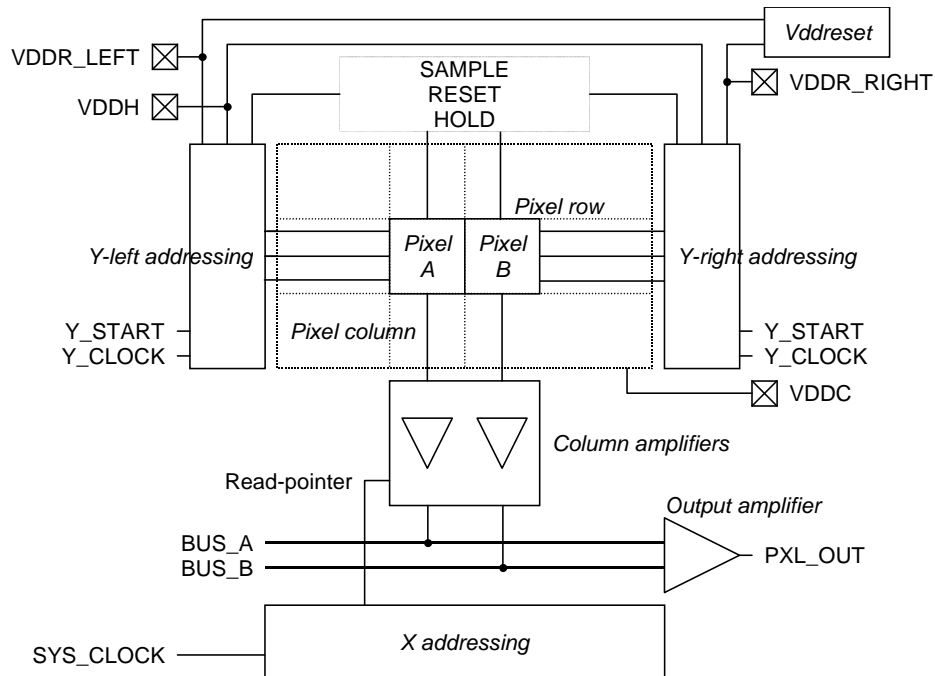 Vddreset
VDDR_LEFT
VDDR_RIGHT
VDDH
SAMPLE
RESET
HOLD
Pixel row
Pixel
A
Pixel
B
Y-left addressing
Y-right addressing
Pixel column
Y_START
Y_CLOCK
Y_START
Y_CLOCK
VDDC
Column amplifiers
Read-pointer
Output amplifier
BUS_A
BUS_B
PXL_OUT
X addressing
SYS_CLOCK